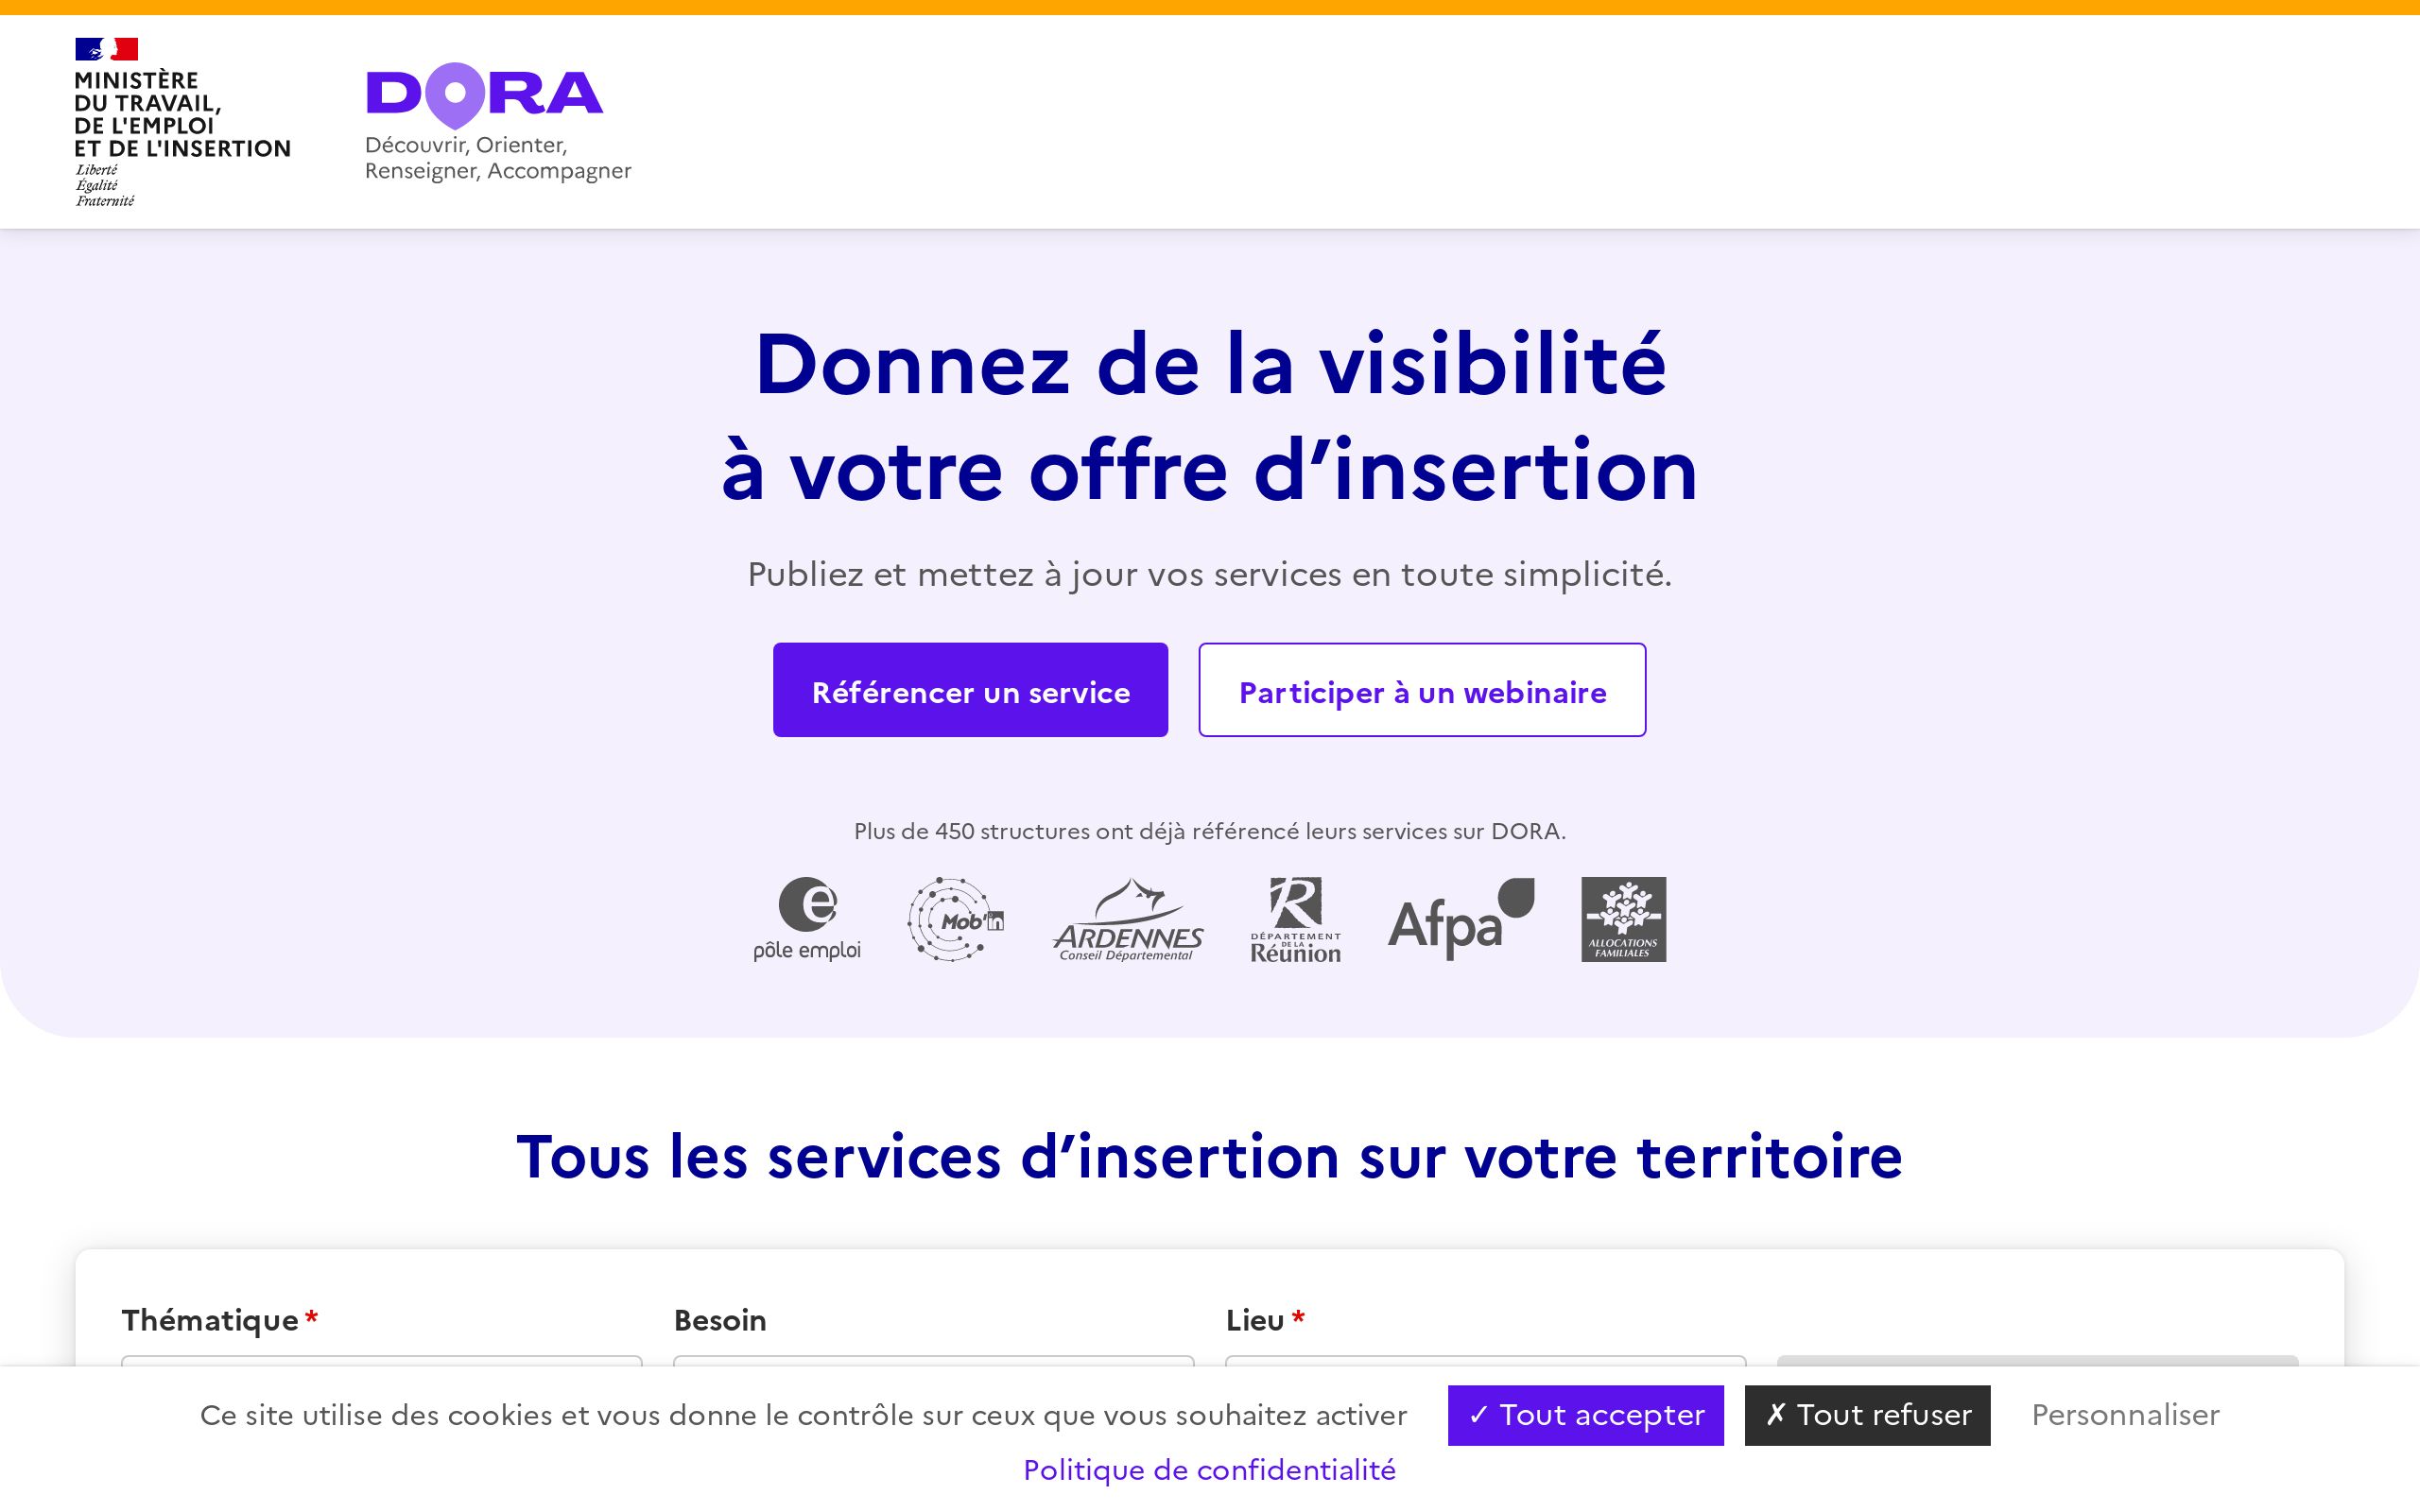 MINISTÈRE
DU TRAVAIL,
DE L'EMPLOI
ET DE L'INSERTION
Liberté
Égalité
Fraternité
DORA
Découvrir, Orienter,
Renseigner, Accompagner
Donnez de la visibilité
à votre offre d’insertion
Publiez et mettez à jour vos services en toute simplicité.
Référencer un service
Participer à un webinaire
Plus de 450 structures ont déjà référencé leurs services sur DORA.
pôle emploi
Mob'in
ARDENNES
Conseil Départemental
R
DÉPARTEMENT
DE LA
Réunion
Afpa
ALLOCATIONS
FAMILIALES
Tous les services d’insertion sur votre territoire
Thématique *
Besoin
Lieu *
Ce site utilise des cookies et vous donne le contrôle sur ceux que vous souhaitez activer
✓ Tout accepter
✗ Tout refuser
Personnaliser
Politique de confidentialité